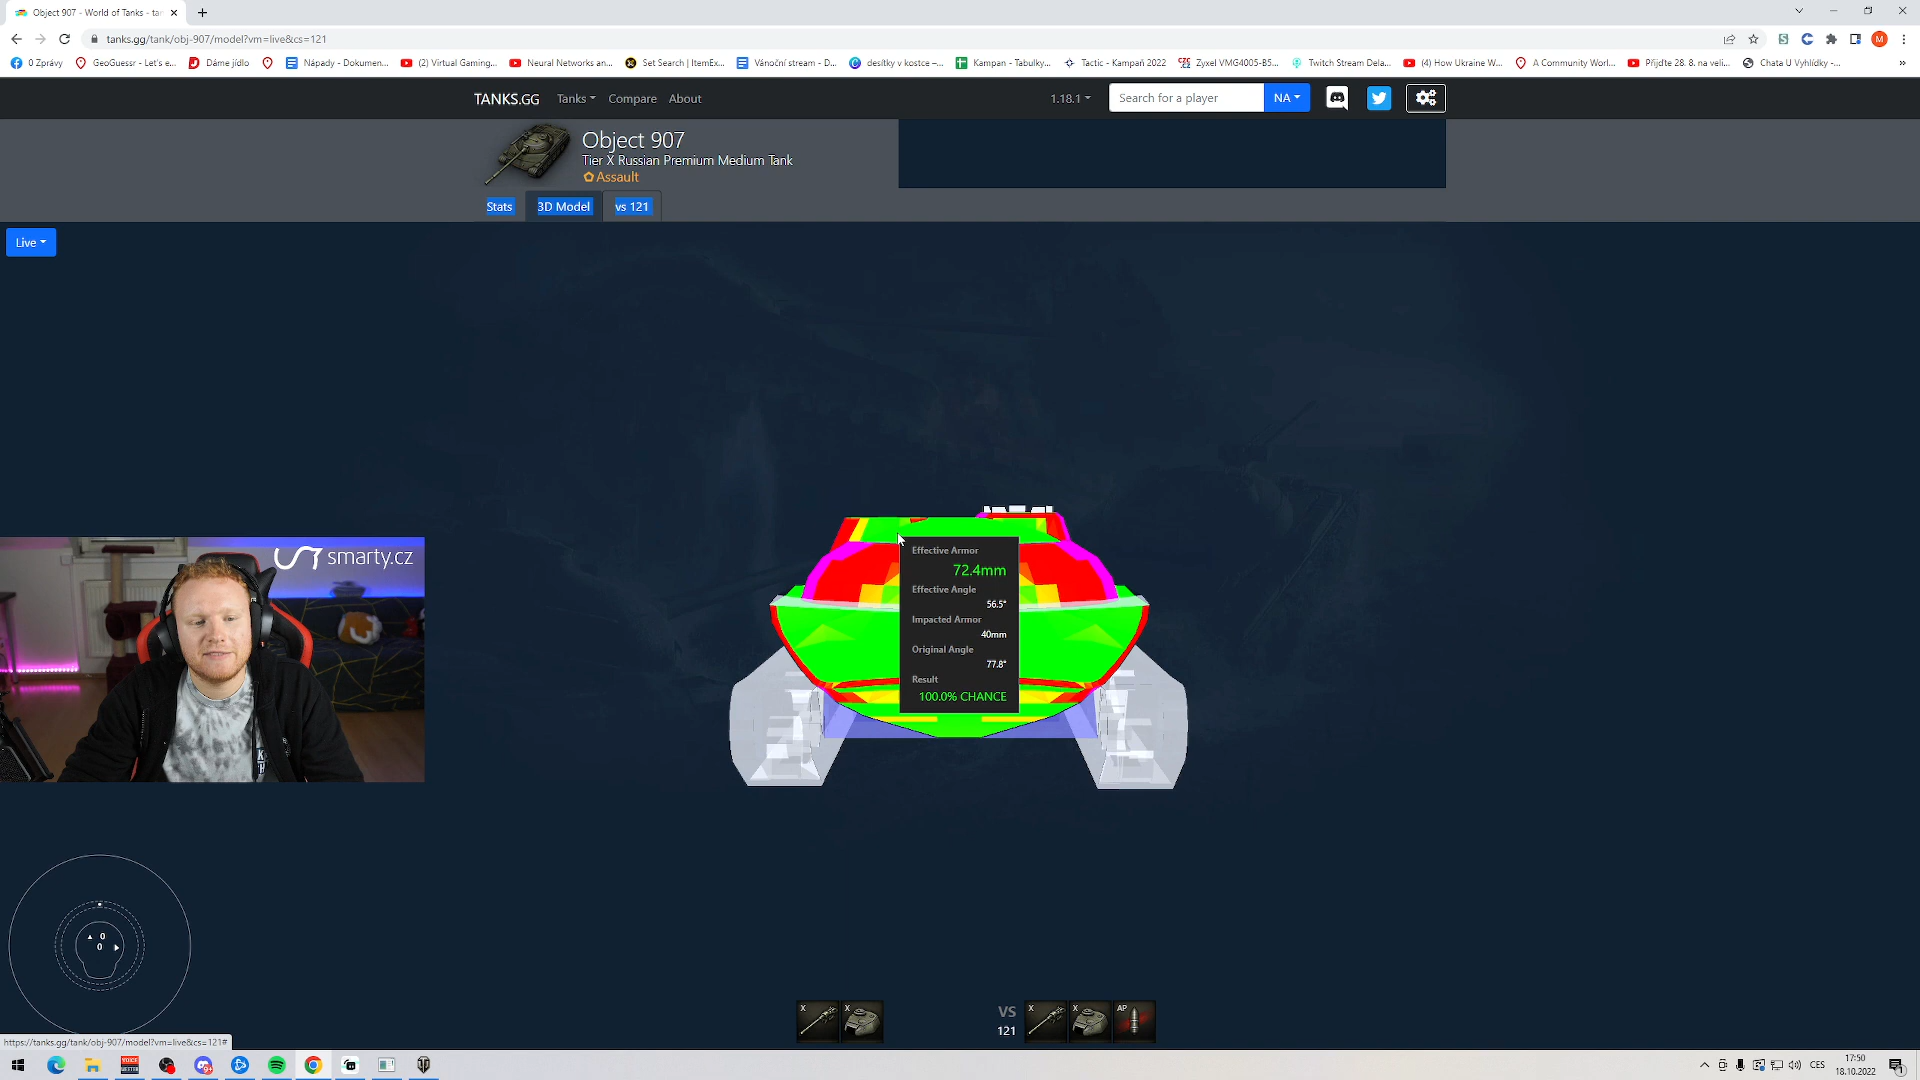 Object 907 - World of Tanks - tan
tanks.gg/tank/obj-907/model?vm=live&cs=121
0 Zprávy
GeoGuessr - Let's e...
Dáme jídlo
Nápady - Dokumen...
(2) Virtual Gaming...
Neural Networks an...
Set Search | ItemEx...
Vánoční stream - D...
desítky v kostce –...
Kampan - Tabulky...
Tactic - Kampaň 2022
Zyxel VMG4005-B5...
Twitch Stream Dela...
(4) How Ukraine W...
A Community Worl...
Přijďte 28. 8. na veli...
Chata U Vyhlídky -...
TANKS.GG
Tanks
Compare
About
1.18.1
Search for a player
NA
Object 907
Tier X Russian Premium Medium Tank
Assault
Stats
3D Model
vs 121
Live
smarty.cz
Effective Armor
72.4mm
Effective Angle
56.5°
Impacted Armor
40mm
Original Angle
77.8°
Result
100.0% CHANCE
0
0
X
X
VS
121
X
X
AP
https://tanks.gg/tank/obj-907/model?vm=live&cs=121#
CES
17:50
18.10.2022